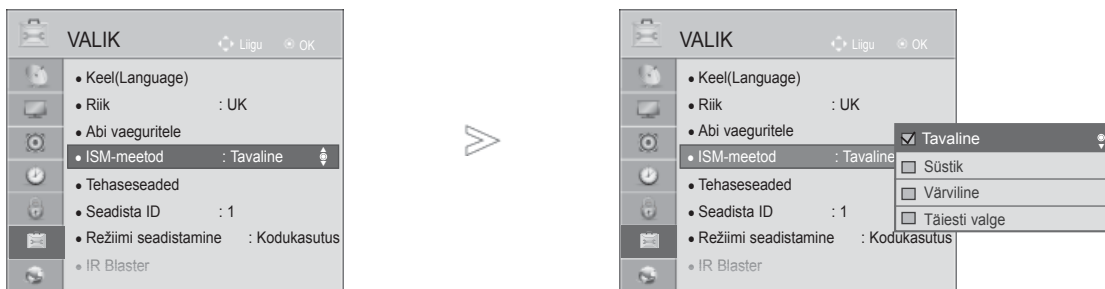 VALIK
Liigu OK
• Keel(Language)
• Riik : UK
• Abi vaeguritele
• ISM-meetod : Tavaline
• Tehaseseaded
• Seadista ID : 1
• Režiimi seadistamine : Kodukasutus
• IR Blaster
VALIK
Liigu OK
• Keel(Language)
• Riik : UK
• Abi vaeguritele
• ISM-meetod : Tavaline
• Tehaseseaded
• Seadista ID : 1
• Režiimi seadistamine : Kodukasutus
• IR Blaster
Tavaline
Süstik
Värviline
Täiesti valge